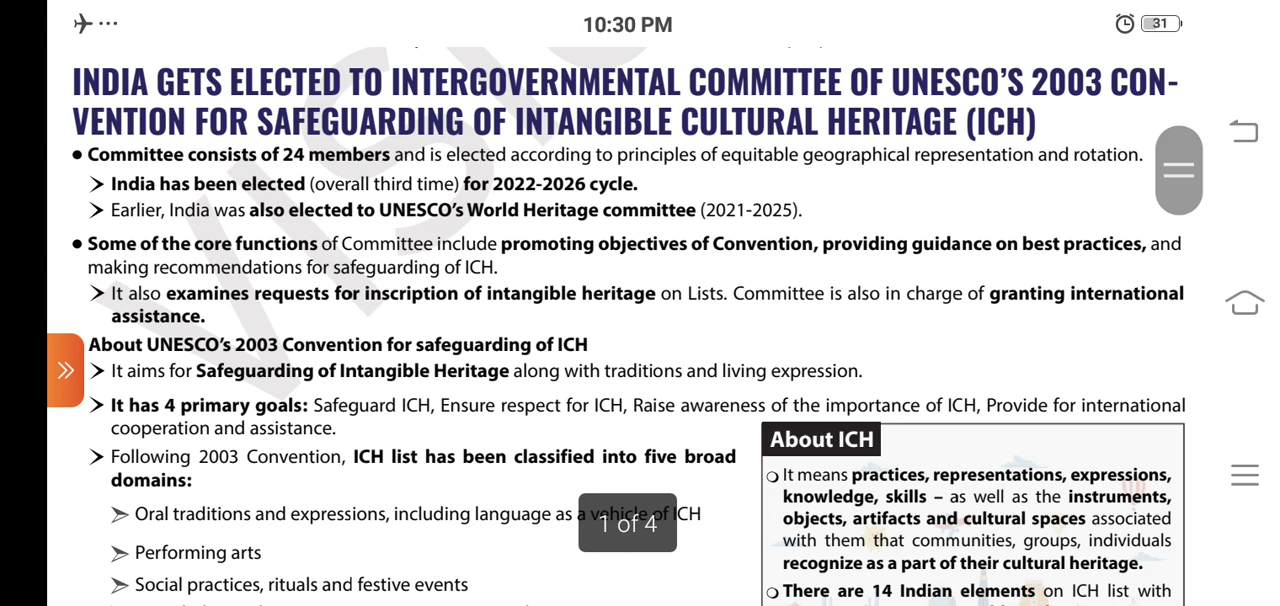 10:30 PM
31
INDIA GETS ELECTED TO INTERGOVERNMENTAL COMMITTEE OF UNESCO’S 2003 CON-
VENTION FOR SAFEGUARDING OF INTANGIBLE CULTURAL HERITAGE (ICH)
● Committee consists of 24 members and is elected according to principles of equitable geographical representation and rotation.
➤ India has been elected (overall third time) for 2022-2026 cycle.
➤ Earlier, India was also elected to UNESCO’s World Heritage committee (2021-2025).
● Some of the core functions of Committee include promoting objectives of Convention, providing guidance on best practices, and
making recommendations for safeguarding of ICH.
➤ It also examines requests for inscription of intangible heritage on Lists. Committee is also in charge of granting international
assistance.
About UNESCO’s 2003 Convention for safeguarding of ICH
➤ It aims for Safeguarding of Intangible Heritage along with traditions and living expression.
➤ It has 4 primary goals: Safeguard ICH, Ensure respect for ICH, Raise awareness of the importance of ICH, Provide for international
cooperation and assistance.
➤ Following 2003 Convention, ICH list has been classified into five broad
domains:
➤ Oral traditions and expressions, including language as a vehicle of ICH
➤ Performing arts
➤ Social practices, rituals and festive events
1 of 4
About ICH
○ It means practices, representations, expressions,
knowledge, skills – as well as the instruments,
objects, artifacts and cultural spaces associated
with them that communities, groups, individuals
recognize as a part of their cultural heritage.
○ There are 14 Indian elements on ICH list with